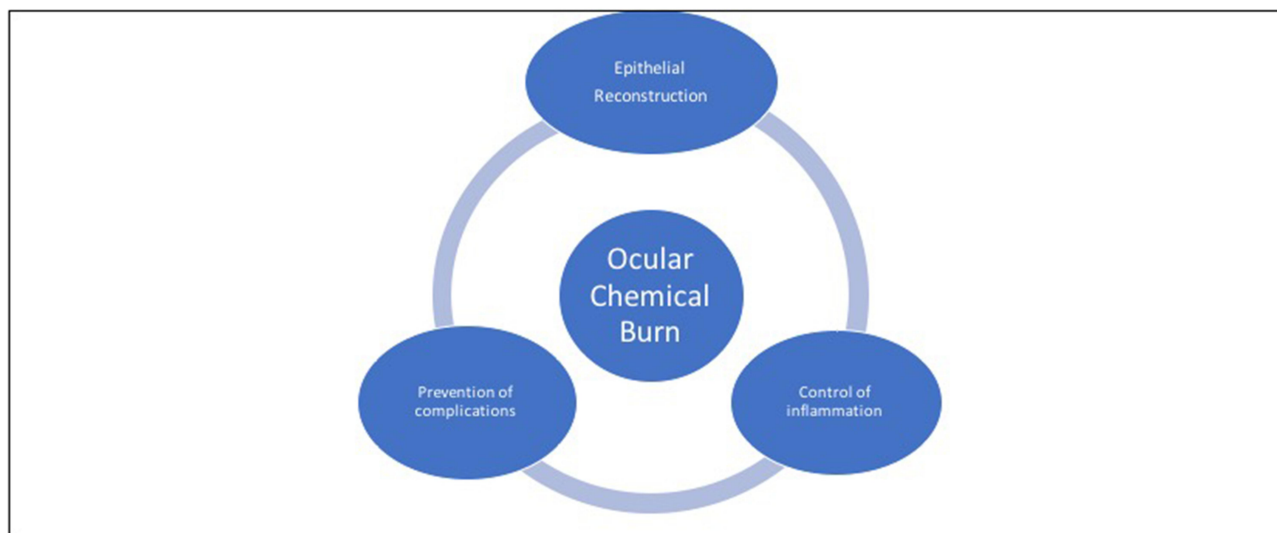 Epithelial
Reconstruction
Ocular
Chemical
Burn
Prevention of
complications
Control of
inflammation